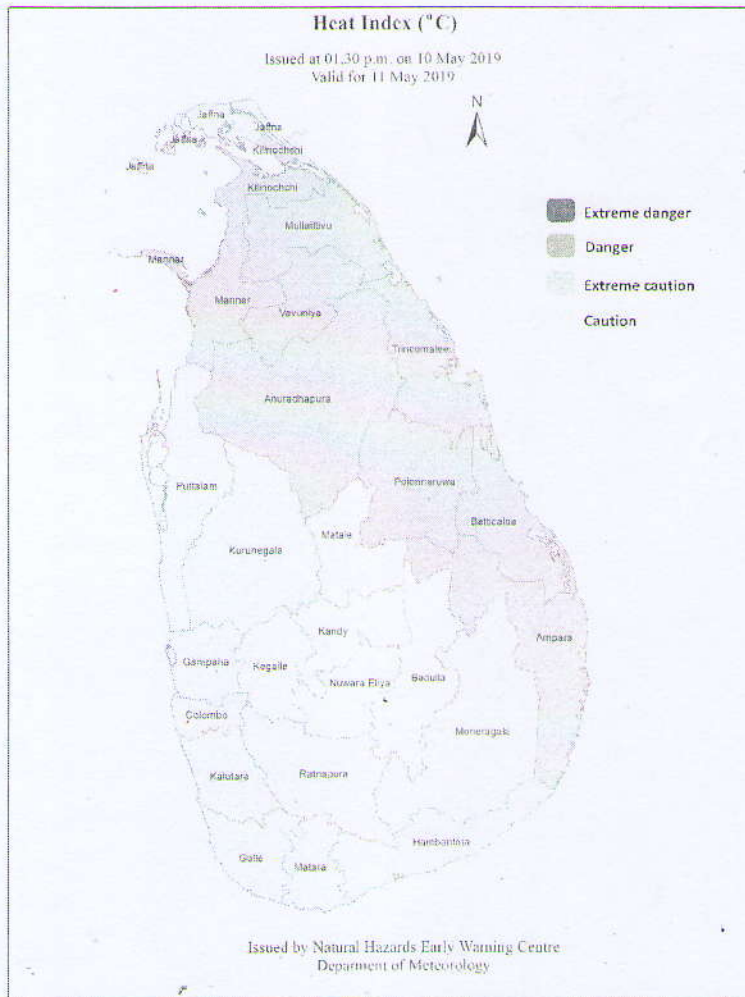 Heat Index (°C)
Issued at 01.30 p.m. on 10 May 2019
Valid for 11 May 2019
N
Jaffna
Jaffna
Jaffna
Kilinochchi
Jaffna
Kilinochchi
Mullaitivu
Extreme danger
Danger
Mannar
Extreme caution
Mannar
Vavuniya
Caution
Trincomalee
Anuradhapura
Puttalam
Polonnaruwa
Batticaloa
Matale
Kurunegala
Kandy
Ampara
Gampaha
Kegalle
Nuwara Eliya
Badulla
Colombo
Moneragala
Kalutara
Ratnapura
Hambantota
Galle
Matara
Issued by Natural Hazards Early Warning Centre
Deparment of Meteorology